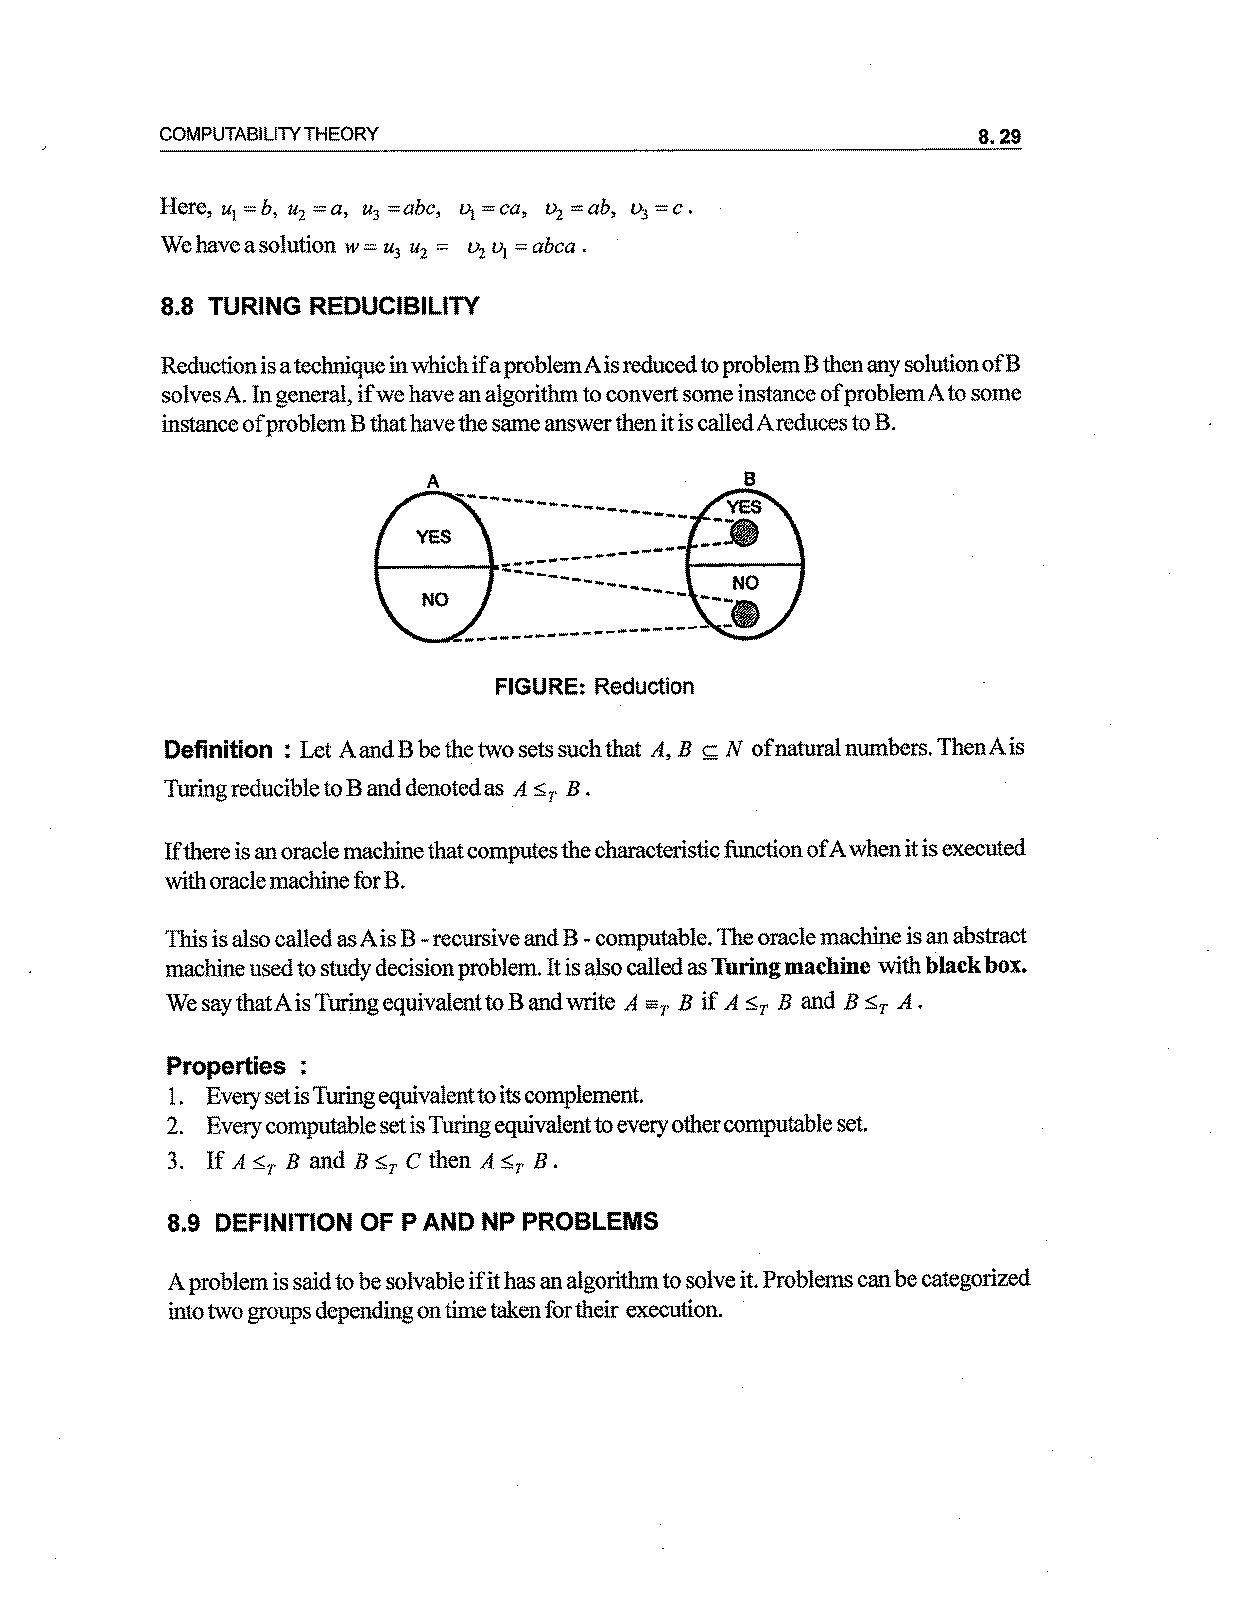 COMPUTABILITY THEORY 8.29
Here, u₁ = b, u₂ = a, u₃ = abc, υ₁ = ca, υ₂ = ab, υ₃ = c.
We have a solution w = u₃ u₂ = υ₂ υ₁ = abca.
8.8 TURING REDUCIBILITY
Reduction is a technique in which if a problem A is reduced to problem B then any solution of B
solves A. In general, if we have an algorithm to convert some instance of problem A to some
instance of problem B that have the same answer then it is called A reduces to B.
A B
YES YES
NO NO
FIGURE: Reduction
Definition : Let A and B be the two sets such that A, B ⊆ N of natural numbers. Then A is
Turing reducible to B and denoted as A ≤T B.
If there is an oracle machine that computes the characteristic function of A when it is executed
with oracle machine for B.
This is also called as A is B - recursive and B - computable. The oracle machine is an abstract
machine used to study decision problem. It is also called as Turing machine with black box.
We say that A is Turing equivalent to B and write A ≡T B if A ≤T B and B ≤T A.
Properties :
1. Every set is Turing equivalent to its complement.
2. Every computable set is Turing equivalent to every other computable set.
3. If A ≤T B and B ≤T C then A ≤T B.
8.9 DEFINITION OF P AND NP PROBLEMS
A problem is said to be solvable if it has an algorithm to solve it. Problems can be categorized
into two groups depending on time taken for their execution.